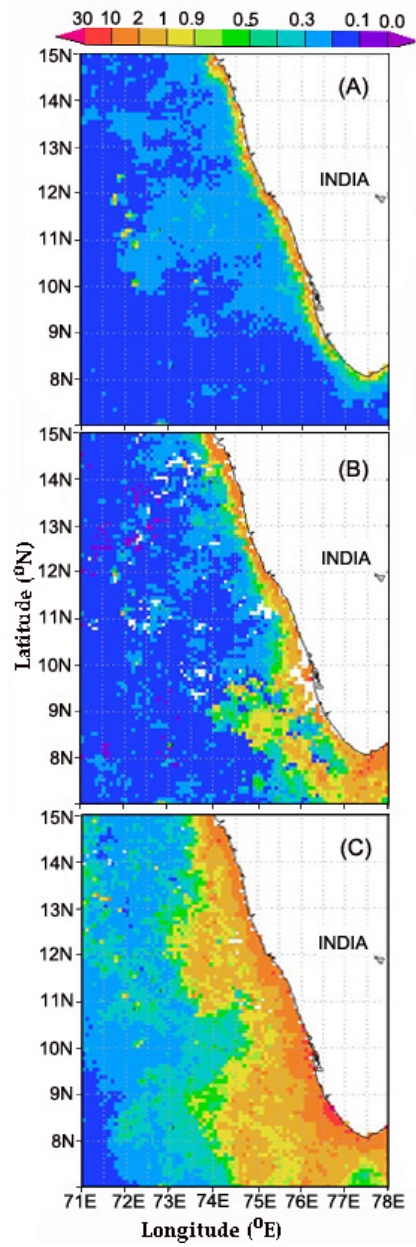 30 10 2 1 0.9 0.5 0.3 0.2 0.1 0.0
15N
(A)
14N
13N
INDIA
12N
11N
10N
9N
8N
15N
(B)
14N
13N
INDIA
12N
11N
10N
9N
8N
Latitude (⁰N)
15N
(C)
14N
13N
INDIA
12N
11N
10N
9N
8N
71E 72E 73E 74E 75E 76E 77E 78E
Longitude (⁰E)